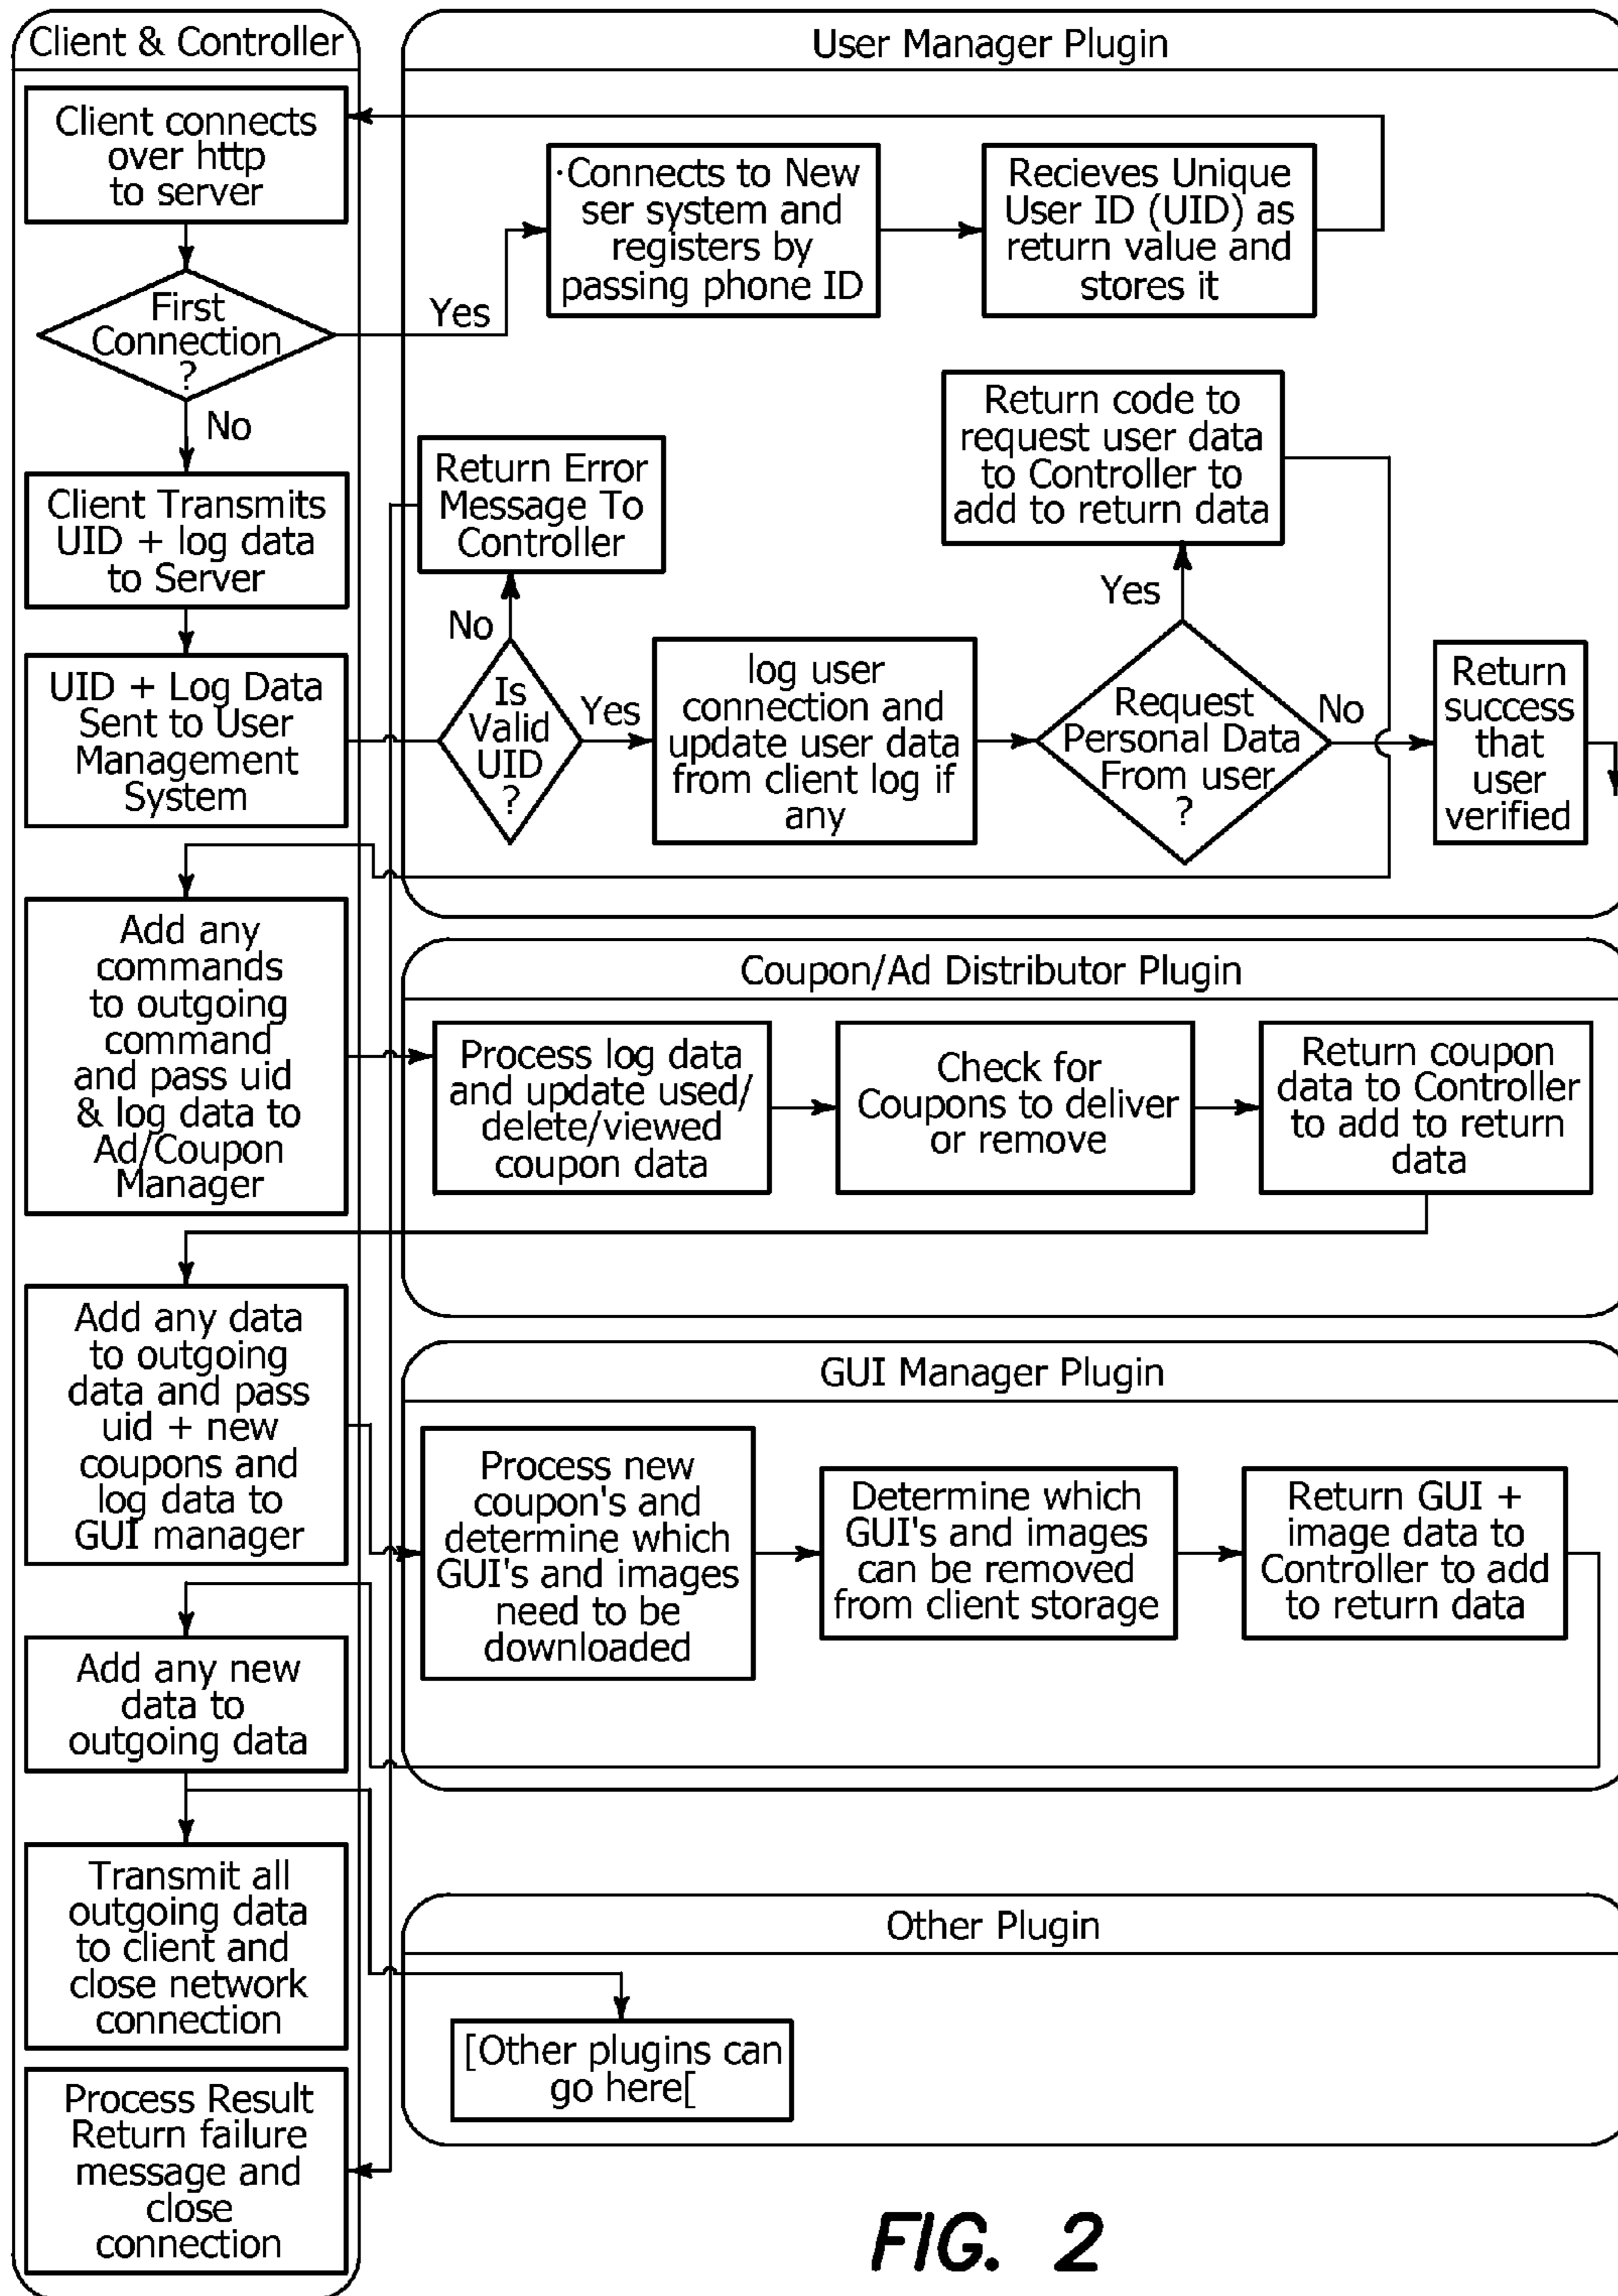 Client & Controller
Client connects
over http
to server
First
Connection
?
Yes
No
Client Transmits
UID + log data
to Server
UID + Log Data
Sent to User
Management
System
Add any
commands
to outgoing
command
and pass uid
& log data to
Ad/Coupon
Manager
Add any data
to outgoing
data and pass
uid + new
coupons and
log data to
GUI manager
Add any new
data to
outgoing data
Transmit all
outgoing data
to client and
close network
connection
Process Result
Return failure
message and
close
connection
User Manager Plugin
·Connects to New
ser system and
registers by
passing phone ID
Recieves Unique
User ID (UID) as
return value and
stores it
Return Error
Message To
Controller
No
Is
Valid
UID
?
Yes
log user
connection and
update user data
from client log if
any
Return code to
request user data
to Controller to
add to return data
Yes
Request
Personal Data
From user
?
No
Return
success
that
user
verified
Coupon/Ad Distributor Plugin
Process log data
and update used/
delete/viewed
coupon data
Check for
Coupons to deliver
or remove
Return coupon
data to Controller
to add to return
data
GUI Manager Plugin
Process new
coupon's and
determine which
GUI's and images
need to be
downloaded
Determine which
GUI's and images
can be removed
from client storage
Return GUI +
image data to
Controller to add
to return data
Other Plugin
[Other plugins can
go here[
FIG. 2